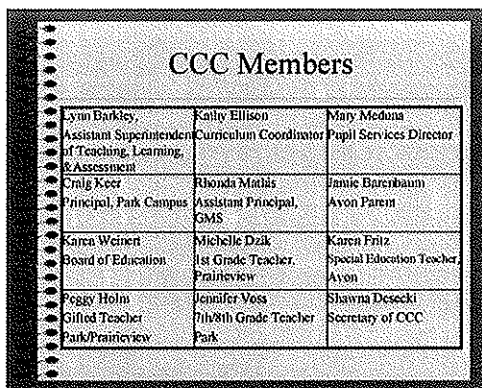 CCC Members
Lynn Barkley,
Assistant Superintendent
of Teaching, Learning,
& Assessment
Kathy Ellison
Curriculum Coordinator
Mary Meduna
Pupil Services Director
Craig Keer
Principal, Park Campus
Rhonda Mathis
Assistant Principal,
GMS
Jamie Barenbaum
Avon Parent
Karen Weinert
Board of Education
Michelle Dzik
1st Grade Teacher,
Prairieview
Karen Fritz
Special Education Teacher,
Avon
Peggy Holm
Gifted Teacher
Park/Prairieview
Jennifer Voss
7th/8th Grade Teacher
Park
Shawna Desecki
Secretary of CCC